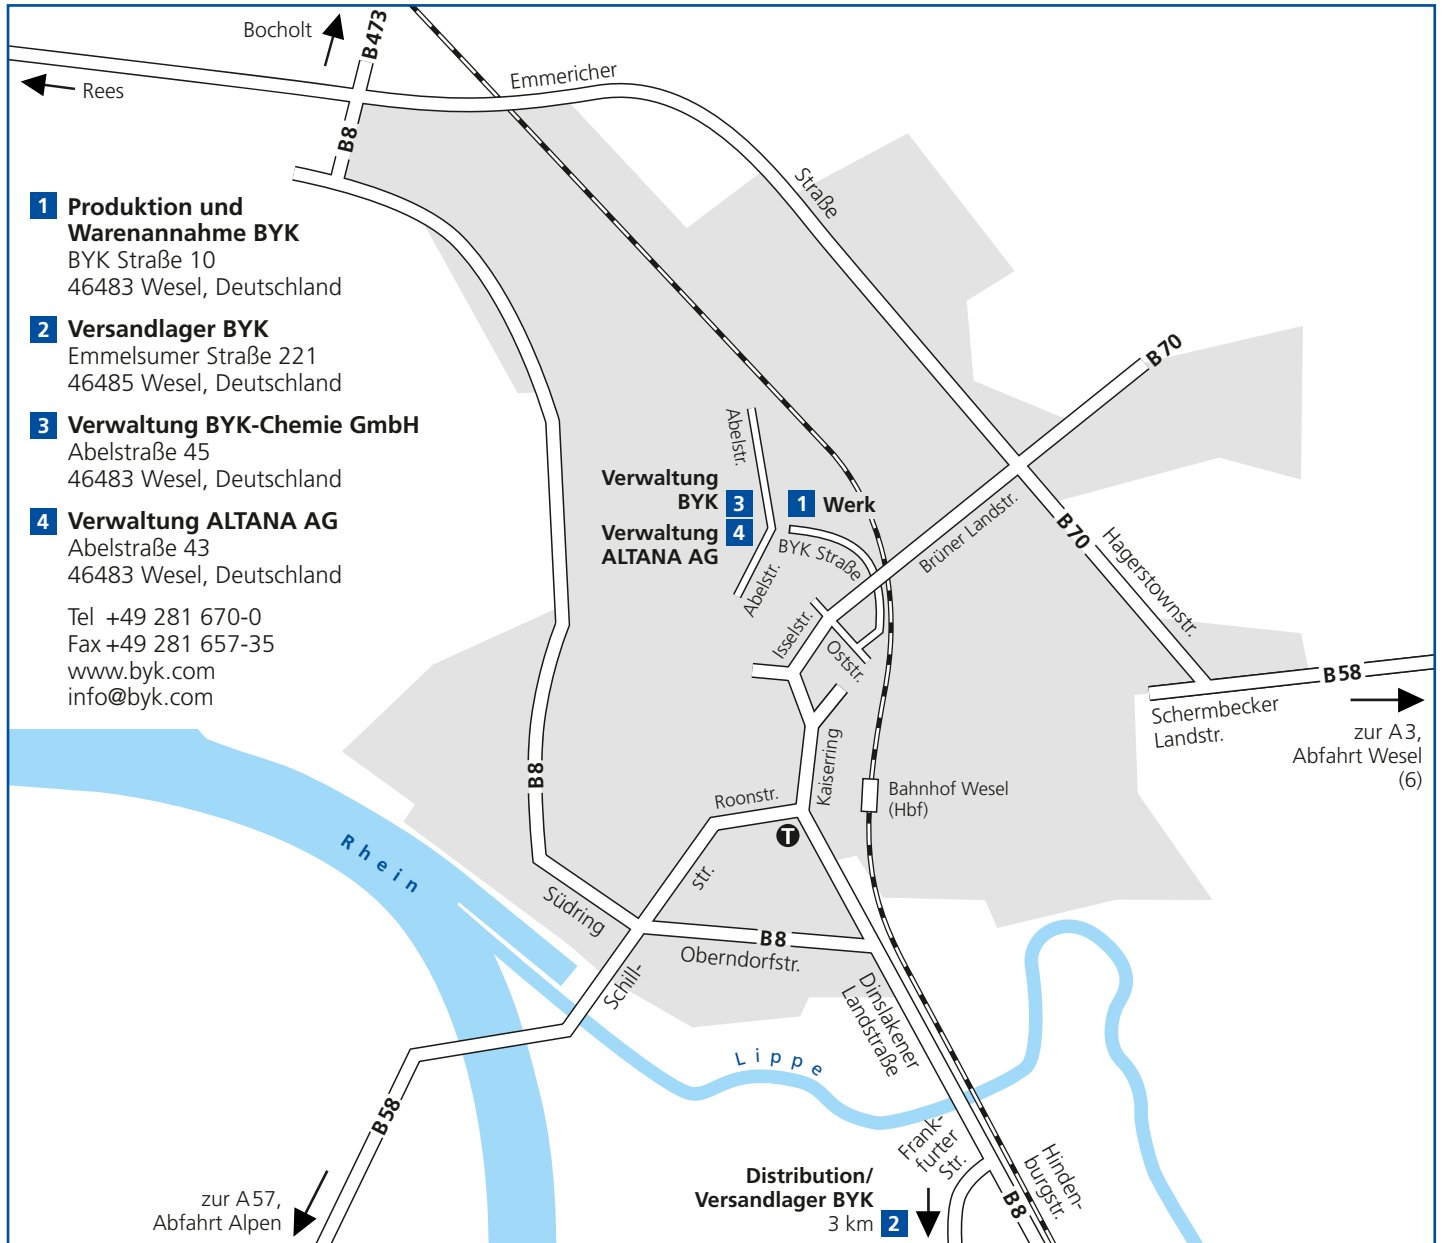 Bocholt
B473
Rees
Emmericher
Straße
B8
1 Produktion und
Warenannahme BYK
BYK Straße 10
46483 Wesel, Deutschland
2 Versandlager BYK
Emmelsumer Straße 221
46485 Wesel, Deutschland
3 Verwaltung BYK-Chemie GmbH
Abelstraße 45
46483 Wesel, Deutschland
4 Verwaltung ALTANA AG
Abelstraße 43
46483 Wesel, Deutschland
Tel +49 281 670-0
Fax +49 281 657-35
www.byk.com
info@byk.com
B70
Abelstr.
Verwaltung
BYK 3
1 Werk
Verwaltung
ALTANA AG 4
BYK Straße
Abelstr.
Brüner Landstr.
B70
Hagerstownstr.
Isselstr.
Oststr.
B58
Schermbecker
Landstr.
zur A3,
Abfahrt Wesel
(6)
Kaiserring
Bahnhof Wesel
(Hbf)
Roonstr.
T
B8
Rhein
Südring
str.
Schill-
B8
Oberndorfstr.
Dinslakener
Landstraße
Lippe
B58
zur A57,
Abfahrt Alpen
Frank-
furter
Str.
Hinden-
burgstr.
B8
Distribution/
Versandlager BYK
3 km 2